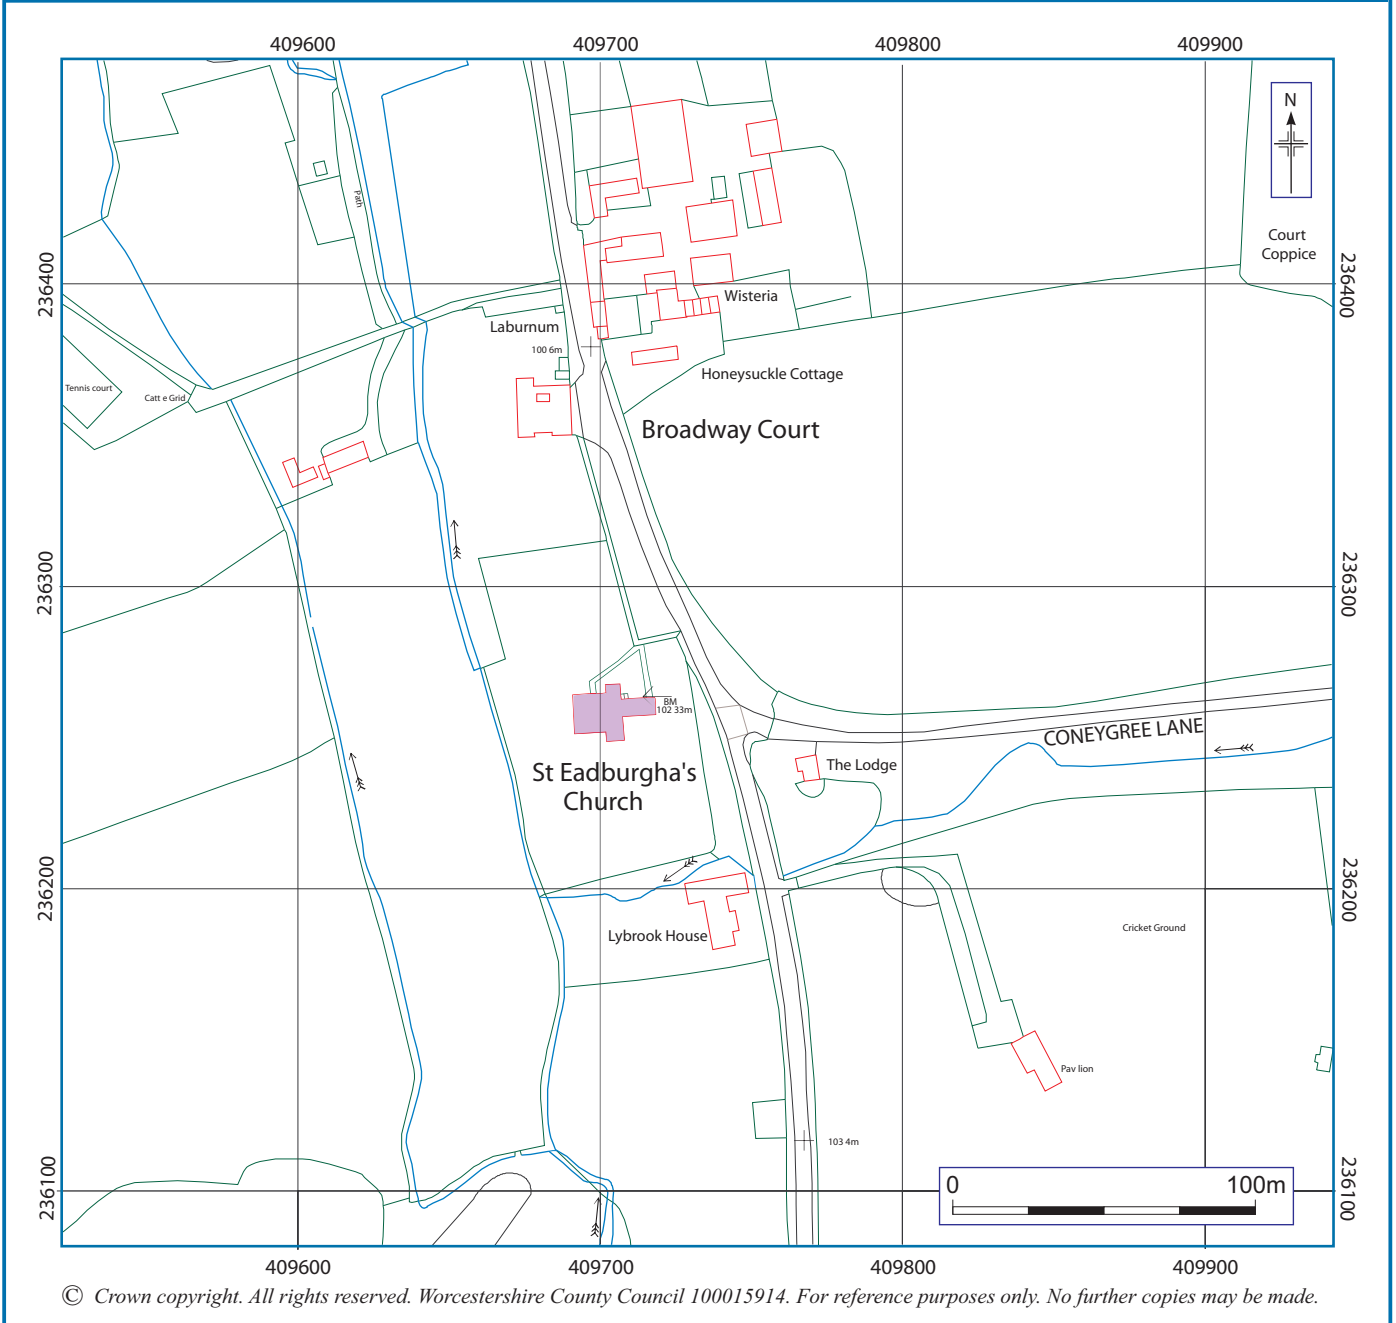 409600 409700 409800 409900
N
Path
Court
Coppice
236400 236400
Wisteria
Laburnum
100 6m
Honeysuckle Cottage
Tennis court
Catt e Grid
Broadway Court
236300 236300
BM
102 33m
CONEYGREE LANE
The Lodge
St Eadburgha's
Church
236200 236200
Lybrook House
Cricket Ground
Pav lion
103 4m
236100 236100
0 100m
409600 409700 409800 409900
© Crown copyright. All rights reserved. Worcestershire County Council 100015914. For reference purposes only. No further copies may be made.